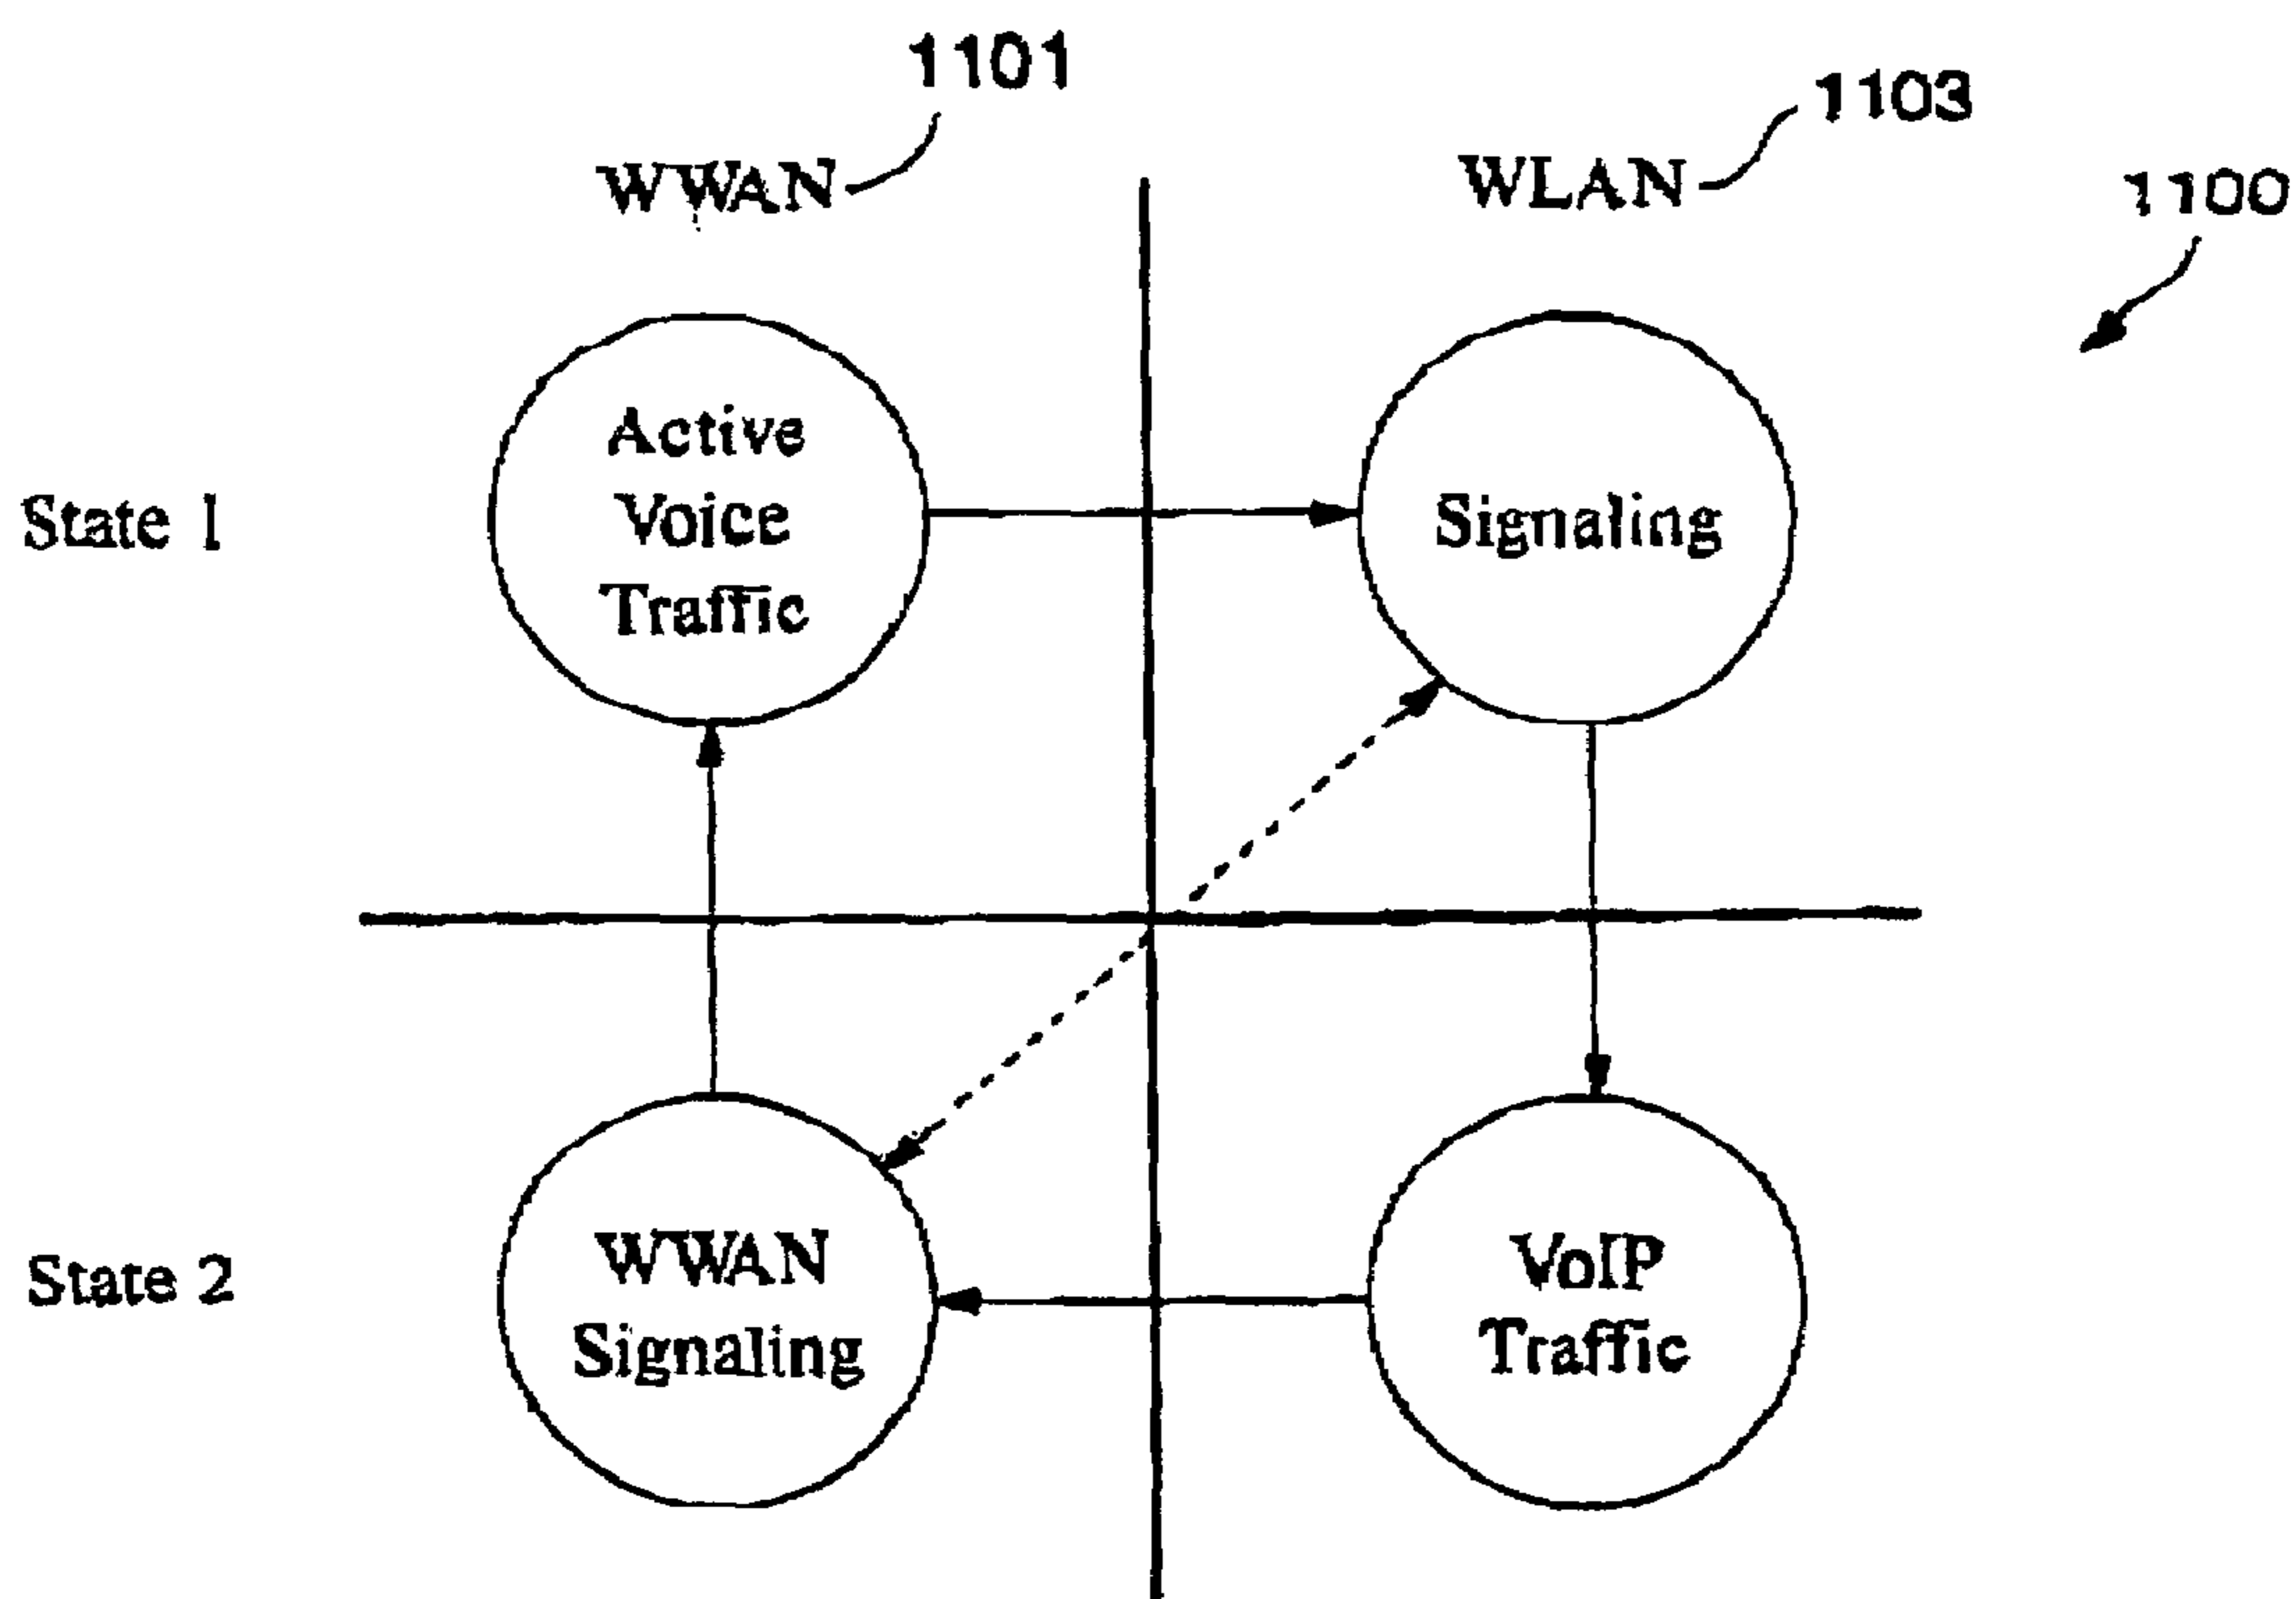 1101
1103
WWAN
WLAN
1100
Active
Voice
Traffic
State 1
Signaling
WWAN
Signaling
State 2
VoIP
Traffic